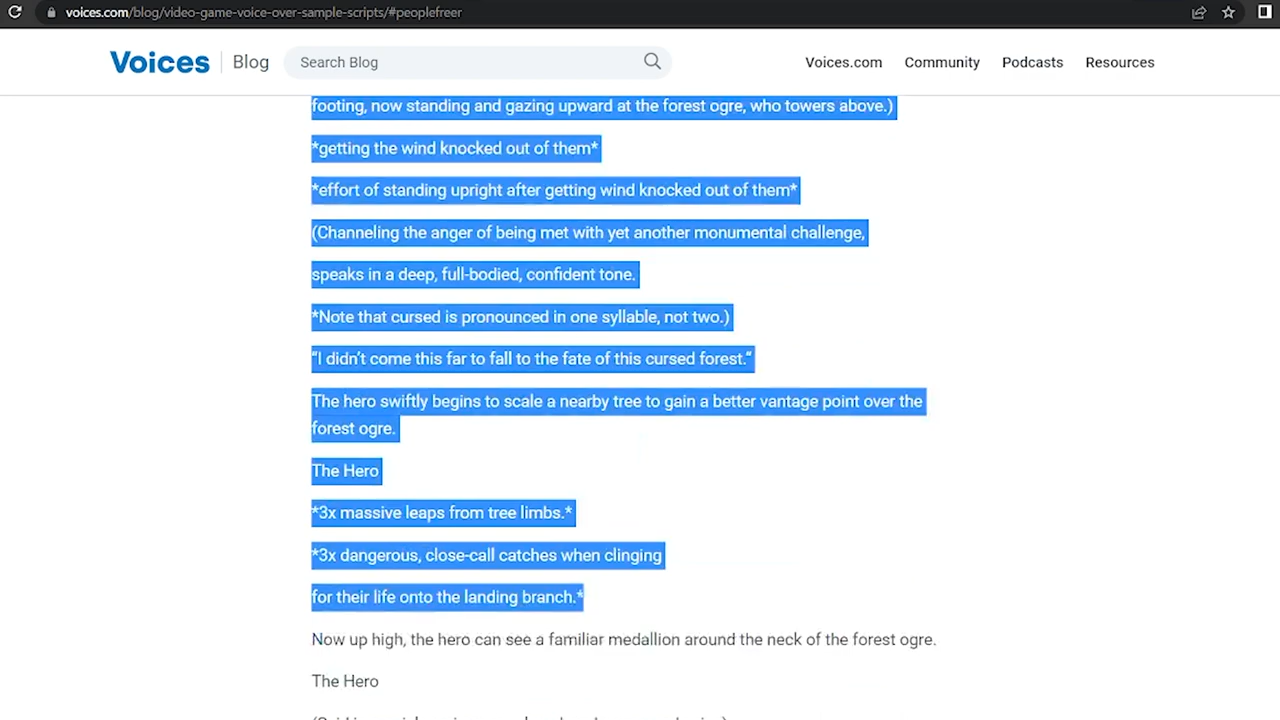 voices.com/blog/video-game-voice-over-sample-scripts/#peoplefreer
Voices Blog Search Blog Voices.com Community Podcasts Resources
footing, now standing and gazing upward at the forest ogre, who towers above.)
*getting the wind knocked out of them*
*effort of standing upright after getting wind knocked out of them*
(Channeling the anger of being met with yet another monumental challenge,
speaks in a deep, full-bodied, confident tone.
*Note that cursed is pronounced in one syllable, not two.)
“I didn’t come this far to fall to the fate of this cursed forest.“
The hero swiftly begins to scale a nearby tree to gain a better vantage point over the
forest ogre.
The Hero
*3x massive leaps from tree limbs.*
*3x dangerous, close-call catches when clinging
for their life onto the landing branch.*
Now up high, the hero can see a familiar medallion around the neck of the forest ogre.
The Hero